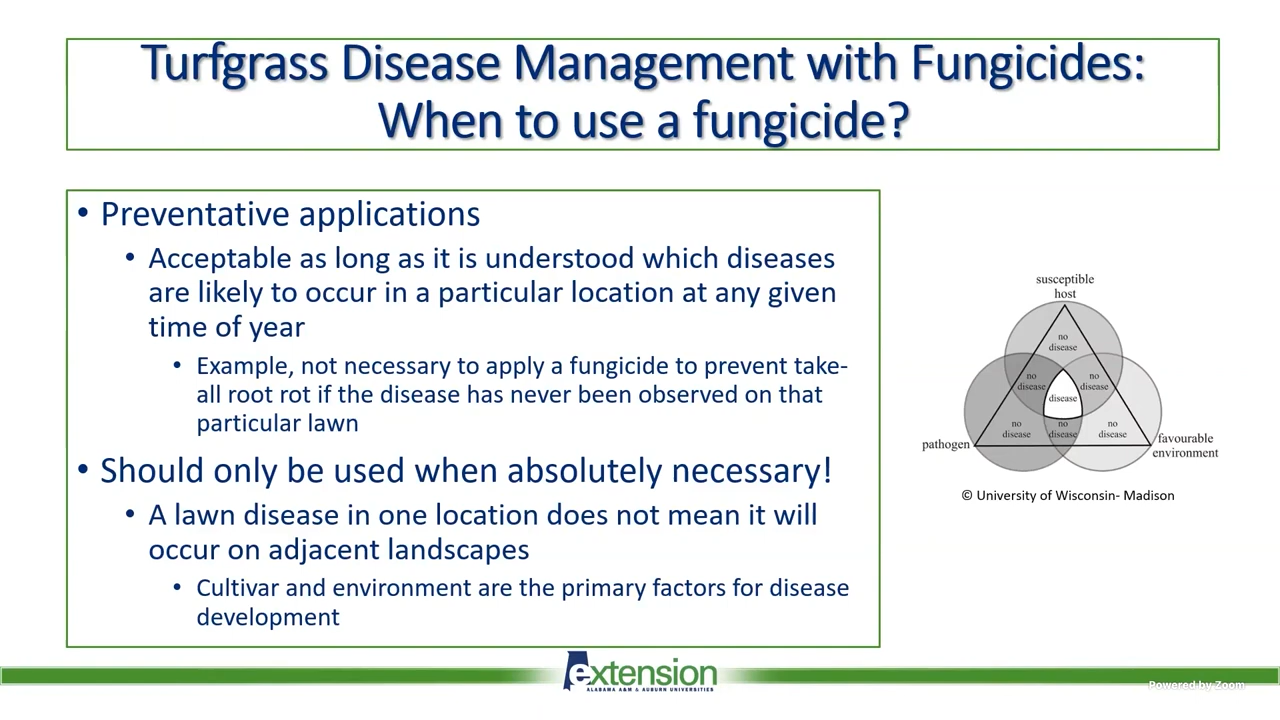 Turfgrass Disease Management with Fungicides:
When to use a fungicide?
• Preventative applications
• Acceptable as long as it is understood which diseases
are likely to occur in a particular location at any given
time of year
• Example, not necessary to apply a fungicide to prevent take-
all root rot if the disease has never been observed on that
particular lawn
• Should only be used when absolutely necessary!
• A lawn disease in one location does not mean it will
occur on adjacent landscapes
• Cultivar and environment are the primary factors for disease
development
susceptible
host
no
disease
no
disease
no
disease
disease
no
disease
no
disease
no
disease
pathogen
favourable
environment
© University of Wisconsin- Madison
extension
ALABAMA A&M & AUBURN UNIVERSITIES
Powered by Zoom